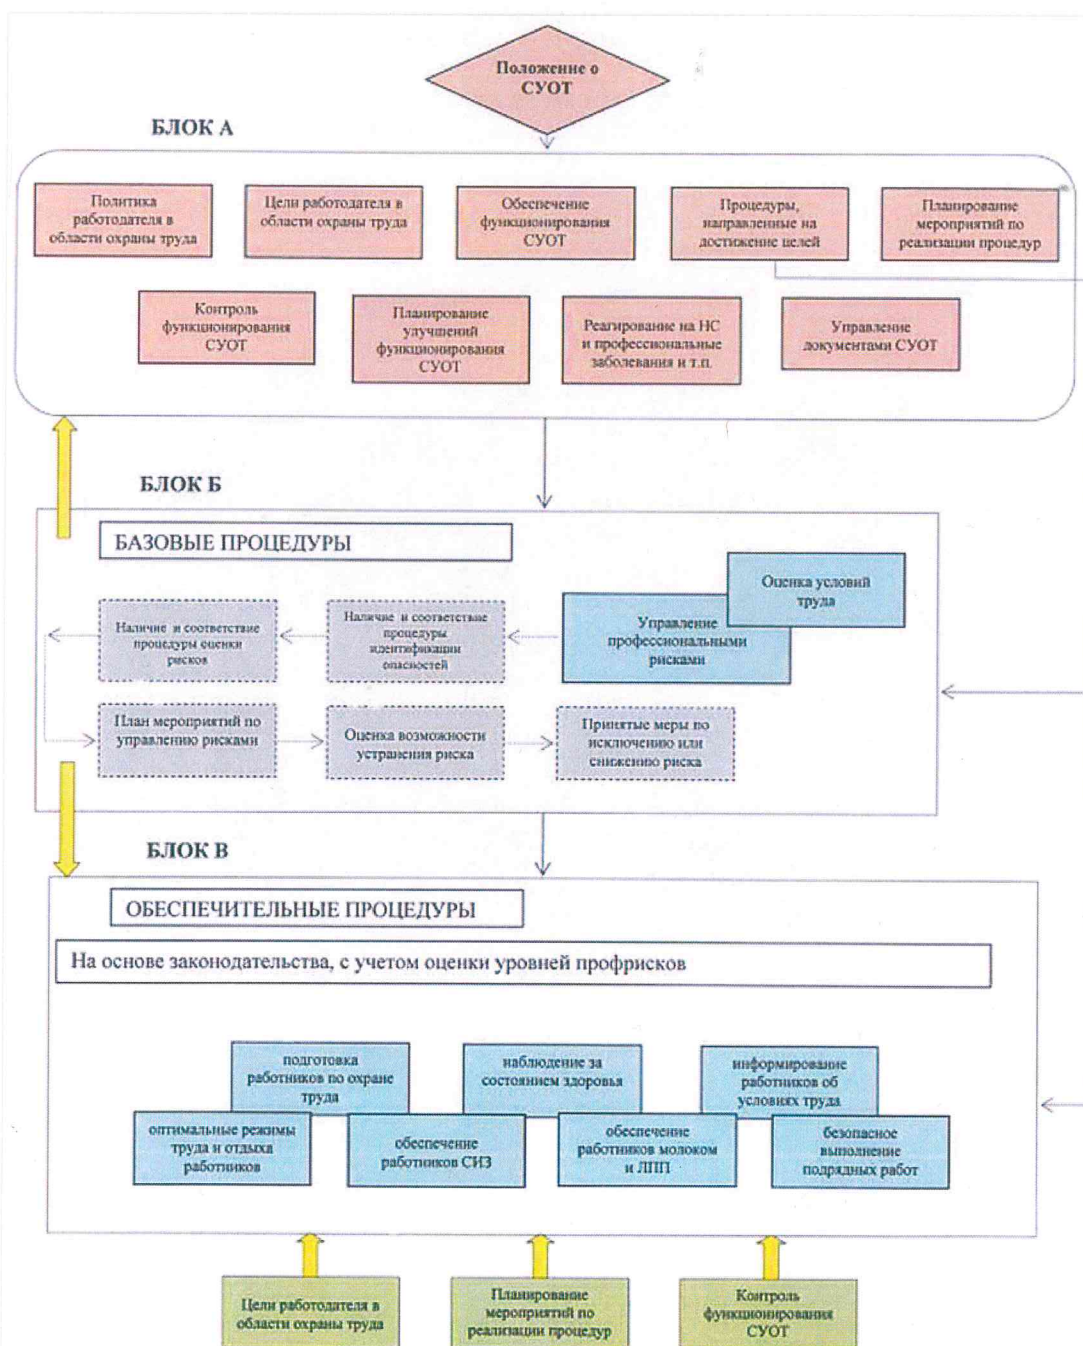 Положение о
СУОТ
БЛОК А
Политика
работодателя в
области охраны труда
Цели работодателя в
области охраны труда
Обеспечение
функционирования
СУОТ
Процедуры,
направленные на
достижение целей
Планирование
мероприятий по
реализации процедур
Контроль
функционирования
СУОТ
Планирование
улучшений
функционирования
СУОТ
Реагирование на НС
и профессиональные
заболевания и т.п.
Управление
документами СУОТ
БЛОК Б
БАЗОВЫЕ ПРОЦЕДУРЫ
Оценка условий
труда
Управление
профессиональными
рисками
Наличие и соответствие
процедуры
идентификации
опасностей
Наличие и соответствие
процедуры оценки
рисков
План мероприятий по
управлению рисками
Оценка возможности
устранения риска
Принятые меры по
исключению или
снижению риска
БЛОК В
ОБЕСПЕЧИТЕЛЬНЫЕ ПРОЦЕДУРЫ
На основе законодательства, с учетом оценки уровней профрисков
подготовка
работников по охране
труда
наблюдение за
состоянием здоровья
информирование
работников об
условиях труда
оптимальные режимы
труда и отдыха
работников
обеспечение
работников СИЗ
обеспечение
работников молоком
и ЛПП
безопасное
выполнение
подрядных работ
Цели работодателя в
области охраны труда
Планирование
мероприятий по
реализации процедур
Контроль
функционирования
СУОТ